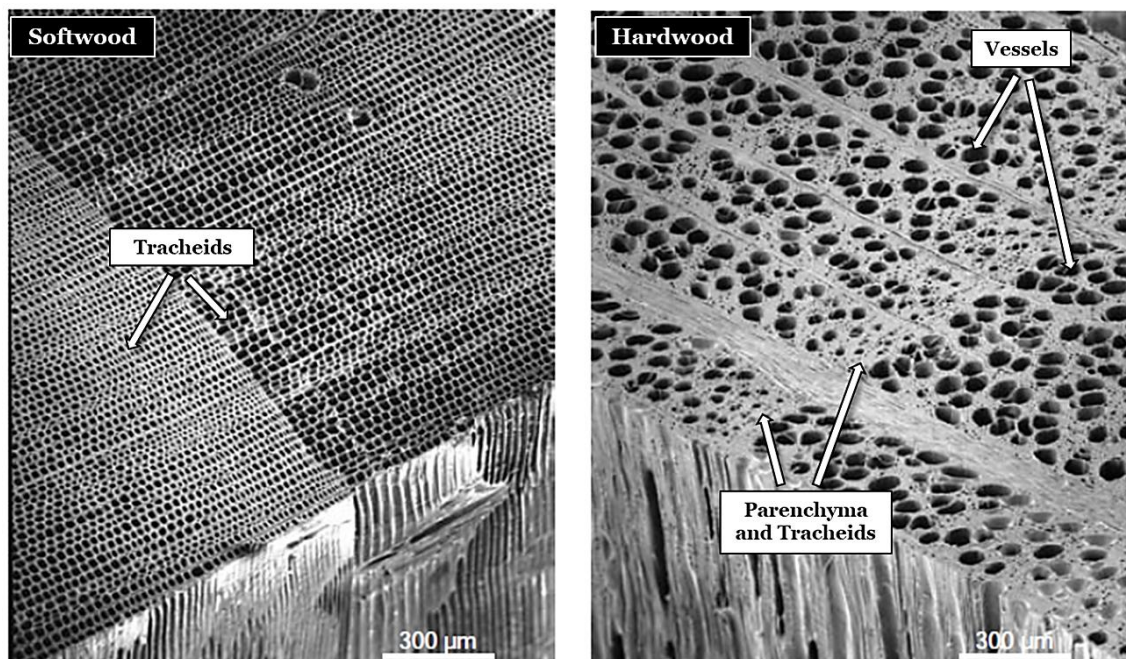 Softwood
Tracheids
300 µm
Hardwood
Vessels
Parenchyma
and Tracheids
300 µm